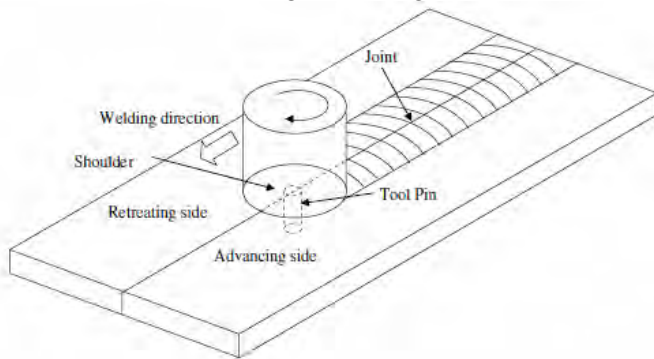 Joint
Welding direction
Shoulder
Tool Pin
Retreating side
Advancing side